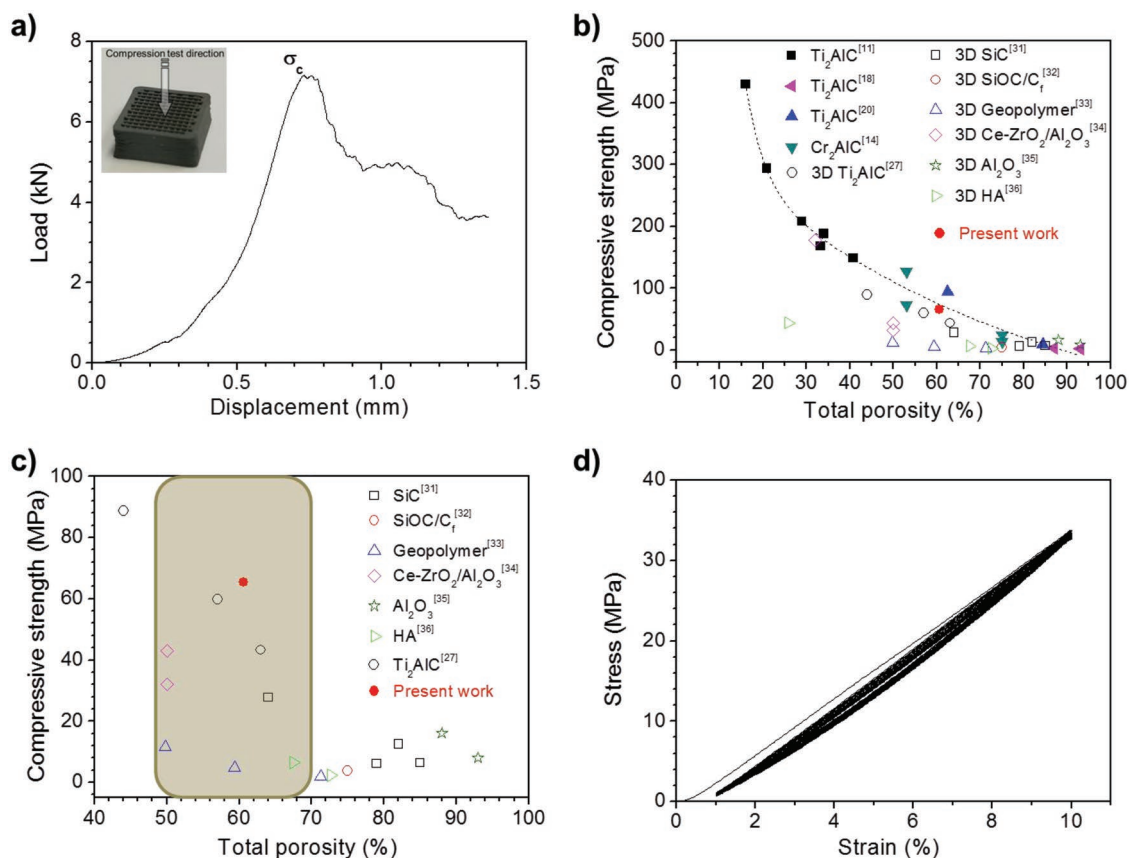 a)
Compression test direction
σc
8
6
4
2
0
0.0
0.5
1.0
1.5
Load (kN)
Displacement (mm)
b)
500
400
300
200
100
0
0
10
20
30
40
50
60
70
80
90
100
Compressive strength (MPa)
Total porosity (%)
Ti2AlC[11]
Ti2AlC[18]
Ti2AlC[20]
Cr2AlC[14]
3D Ti2AlC[27]
3D SiC[31]
3D SiOC/Cf[32]
3D Geopolymer[33]
3D Ce-ZrO2/Al2O3[34]
3D Al2O3[35]
3D HA[36]
Present work
c)
100
80
60
40
20
0
40
50
60
70
80
90
100
Compressive strength (MPa)
Total porosity (%)
SiC[31]
SiOC/Cf[32]
Geopolymer[33]
Ce-ZrO2/Al2O3[34]
Al2O3[35]
HA[36]
Ti2AlC[27]
Present work
d)
40
30
20
10
0
0
2
4
6
8
10
Stress (MPa)
Strain (%)